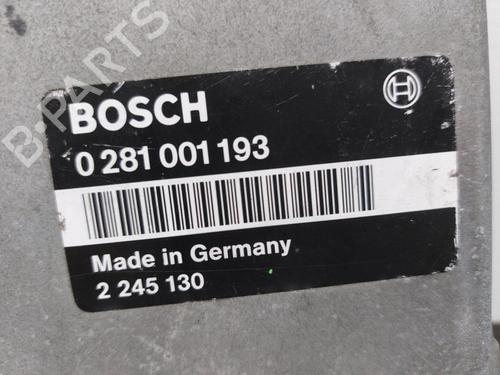 B-PARTS
BOSCH
0 281 001 193
Made in Germany
2 245 130